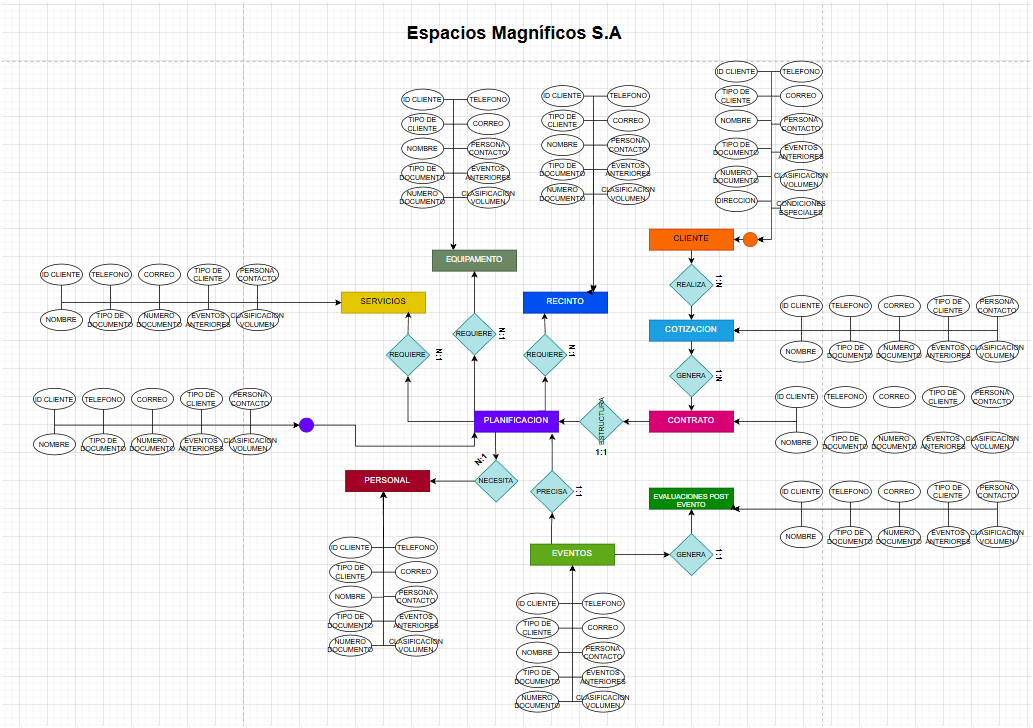 Espacios Magníficos S.A
ID CLIENTE
TELEFONO
TIPO DE
CLIENTE
CORREO
NOMBRE
PERSONA
CONTACTO
TIPO DE
DOCUMENTO
EVENTOS
ANTERIORES
NUMERO
DOCUMENTO
CLASIFICACION
VOLUMEN
DIRECCION
CONDICIONES
ESPECIALES
ID CLIENTE
TELEFONO
TIPO DE
CLIENTE
CORREO
NOMBRE
PERSONA
CONTACTO
TIPO DE
DOCUMENTO
EVENTOS
ANTERIORES
NUMERO
DOCUMENTO
CLASIFICACION
VOLUMEN
ID CLIENTE
TELEFONO
TIPO DE
CLIENTE
CORREO
NOMBRE
PERSONA
CONTACTO
TIPO DE
DOCUMENTO
EVENTOS
ANTERIORES
NUMERO
DOCUMENTO
CLASIFICACION
VOLUMEN
CLIENTE
EQUIPAMENTO
REALIZA
1:N
ID CLIENTE
TELEFONO
CORREO
TIPO DE
CLIENTE
PERSONA
CONTACTO
NOMBRE
TIPO DE
DOCUMENTO
NUMERO
DOCUMENTO
EVENTOS
ANTERIORES
CLASIFICACION
VOLUMEN
SERVICIOS
RECINTO
COTIZACION
ID CLIENTE
TELEFONO
CORREO
TIPO DE
CLIENTE
PERSONA
CONTACTO
NOMBRE
TIPO DE
DOCUMENTO
NUMERO
DOCUMENTO
EVENTOS
ANTERIORES
CLASIFICACION
VOLUMEN
REQUIERE
N:1
REQUIERE
N:1
REQUIERE
N:1
GENERA
1:N
ID CLIENTE
TELEFONO
CORREO
TIPO DE
CLIENTE
PERSONA
CONTACTO
NOMBRE
TIPO DE
DOCUMENTO
NUMERO
DOCUMENTO
EVENTOS
ANTERIORES
CLASIFICACION
VOLUMEN
PLANIFICACION
ESTRUCTURA
1:1
CONTRATO
ID CLIENTE
TELEFONO
CORREO
TIPO DE
CLIENTE
PERSONA
CONTACTO
NOMBRE
TIPO DE
DOCUMENTO
NUMERO
DOCUMENTO
EVENTOS
ANTERIORES
CLASIFICACION
VOLUMEN
N:1
PERSONAL
NECESITA
PRECISA
1:1
EVALUACIONES POST
EVENTO
ID CLIENTE
TELEFONO
CORREO
TIPO DE
CLIENTE
PERSONA
CONTACTO
NOMBRE
TIPO DE
DOCUMENTO
NUMERO
DOCUMENTO
EVENTOS
ANTERIORES
CLASIFICACION
VOLUMEN
EVENTOS
GENERA
1:1
ID CLIENTE
TELEFONO
TIPO DE
CLIENTE
CORREO
NOMBRE
PERSONA
CONTACTO
TIPO DE
DOCUMENTO
EVENTOS
ANTERIORES
NUMERO
DOCUMENTO
CLASIFICACION
VOLUMEN
ID CLIENTE
TELEFONO
TIPO DE
CLIENTE
CORREO
NOMBRE
PERSONA
CONTACTO
TIPO DE
DOCUMENTO
EVENTOS
ANTERIORES
NUMERO
DOCUMENTO
CLASIFICACION
VOLUMEN